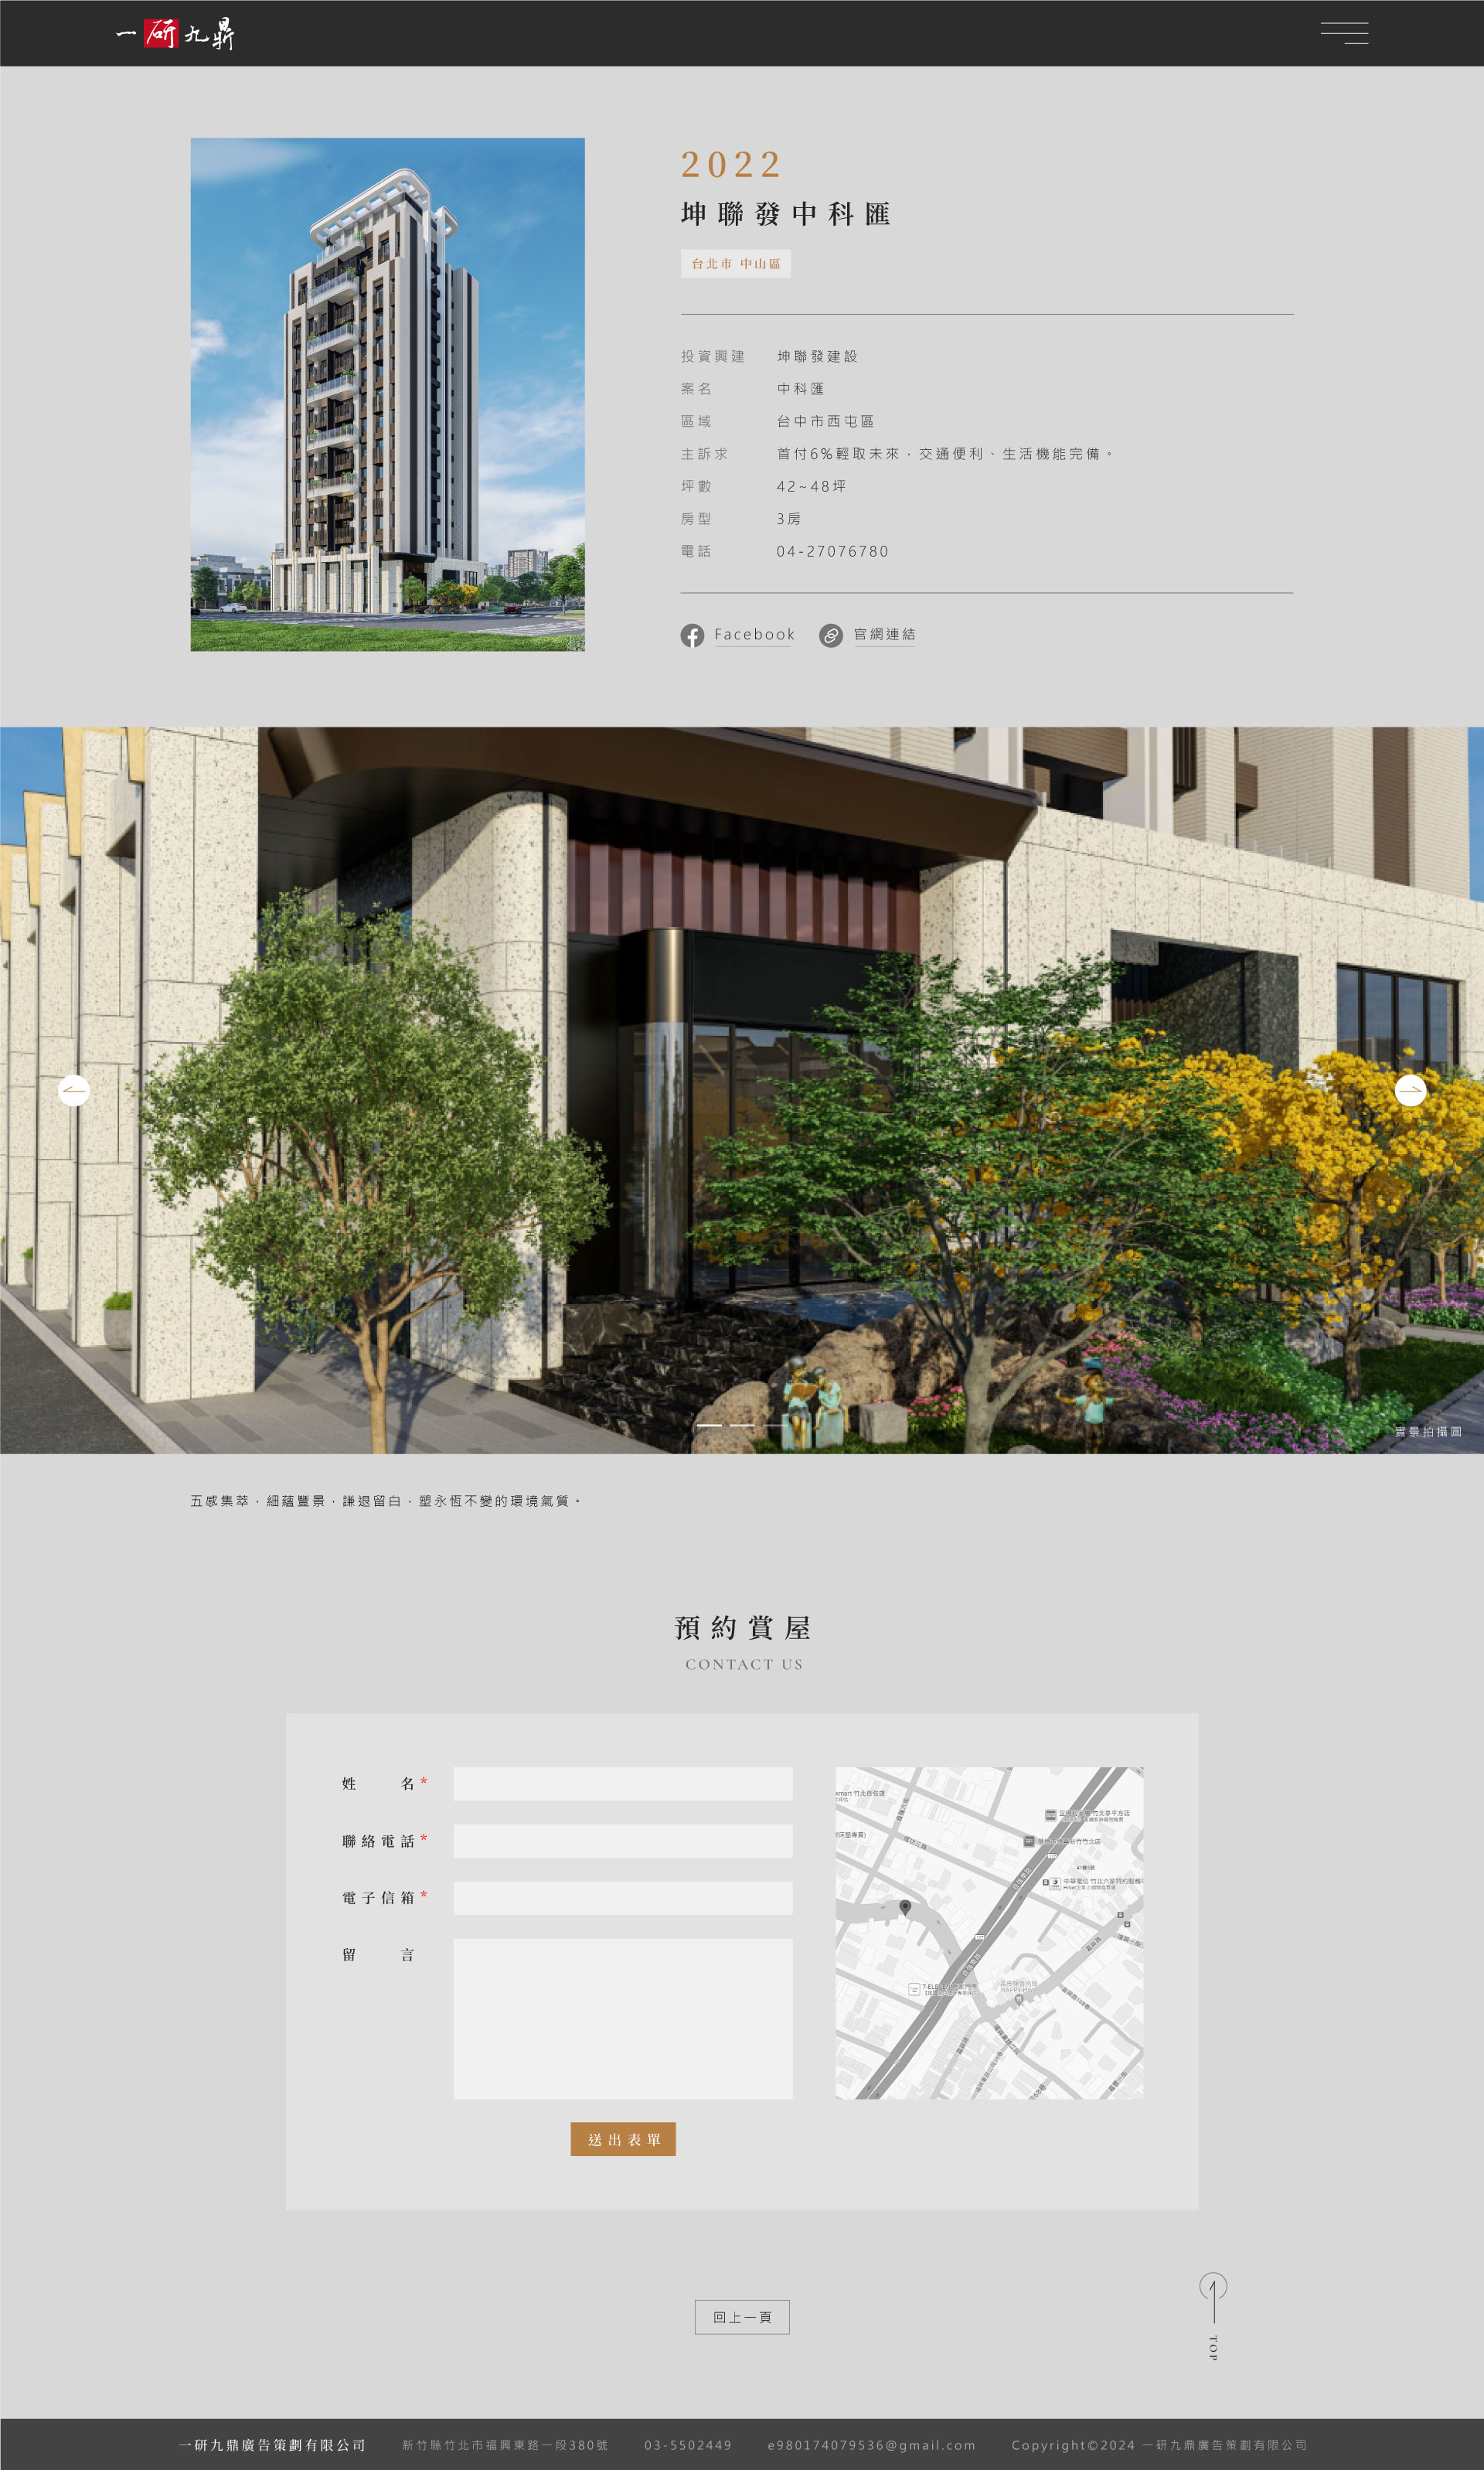 一研九鼎
2022
坤聯發中科匯
台北市 中山區
投資興建 坤聯發建設
案名 中科匯
區域 台中市西屯區
主訴求 首付6%輕取未來，交通便利、生活機能完備。
坪數 42~48坪
房型 3房
電話 04-27076780
Facebook 官網連結
實景拍攝圖
五感集萃，細蘊豐景，謙退留白，塑永恆不變的環境氣質。
預約賞屋
CONTACT US
姓名*
聯絡電話*
電子信箱*
留言
送出表單
回上一頁
TOP
一研九鼎廣告策劃有限公司 新竹縣竹北市福興東路一段380號 03-5502449 e980174079536@gmail.com Copyright©2024 一研九鼎廣告策劃有限公司